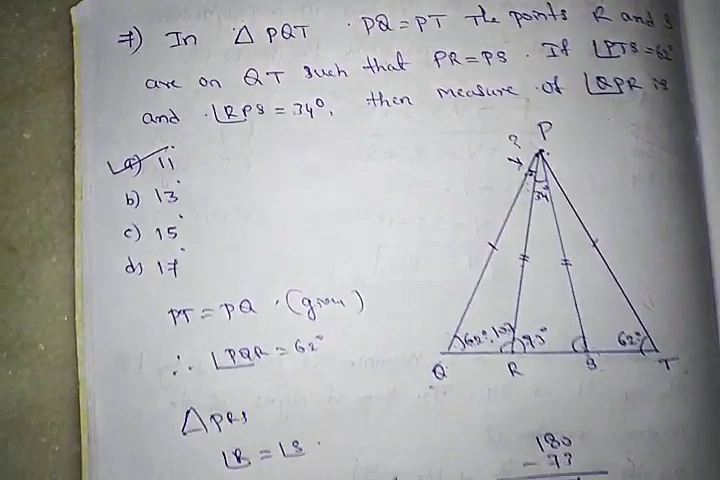 7) In △ PQT . PQ = PT The points R and S
are on QT such that PR = PS . If ∠PTS = 62°
and ∠RPS = 34°, then measure of ∠QPR is
a) 11°
b) 13°
c) 15°
d) 17°
P
?
34°
62° 107 73° 62°
Q R S T
PT = PQ . (given)
∴ ∠PQR = 62°
△PRS
∠R = ∠S .
180
- 73